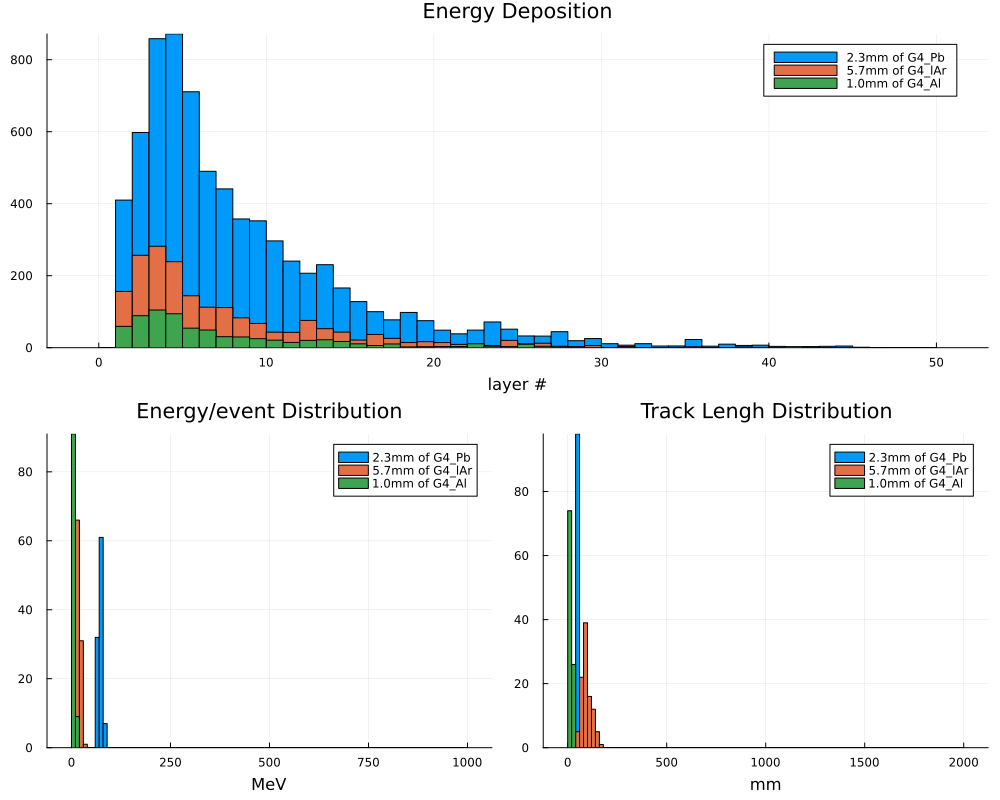 Energy Deposition
800
600
400
200
0
2.3mm of G4_Pb
5.7mm of G4_lAr
1.0mm of G4_Al
0 10 20 30 40 50
layer #
Energy/event Distribution
80
60
40
20
0
2.3mm of G4_Pb
5.7mm of G4_lAr
1.0mm of G4_Al
0 250 500 750 1000
MeV
Track Lengh Distribution
80
60
40
20
0
2.3mm of G4_Pb
5.7mm of G4_lAr
1.0mm of G4_Al
0 500 1000 1500 2000
mm